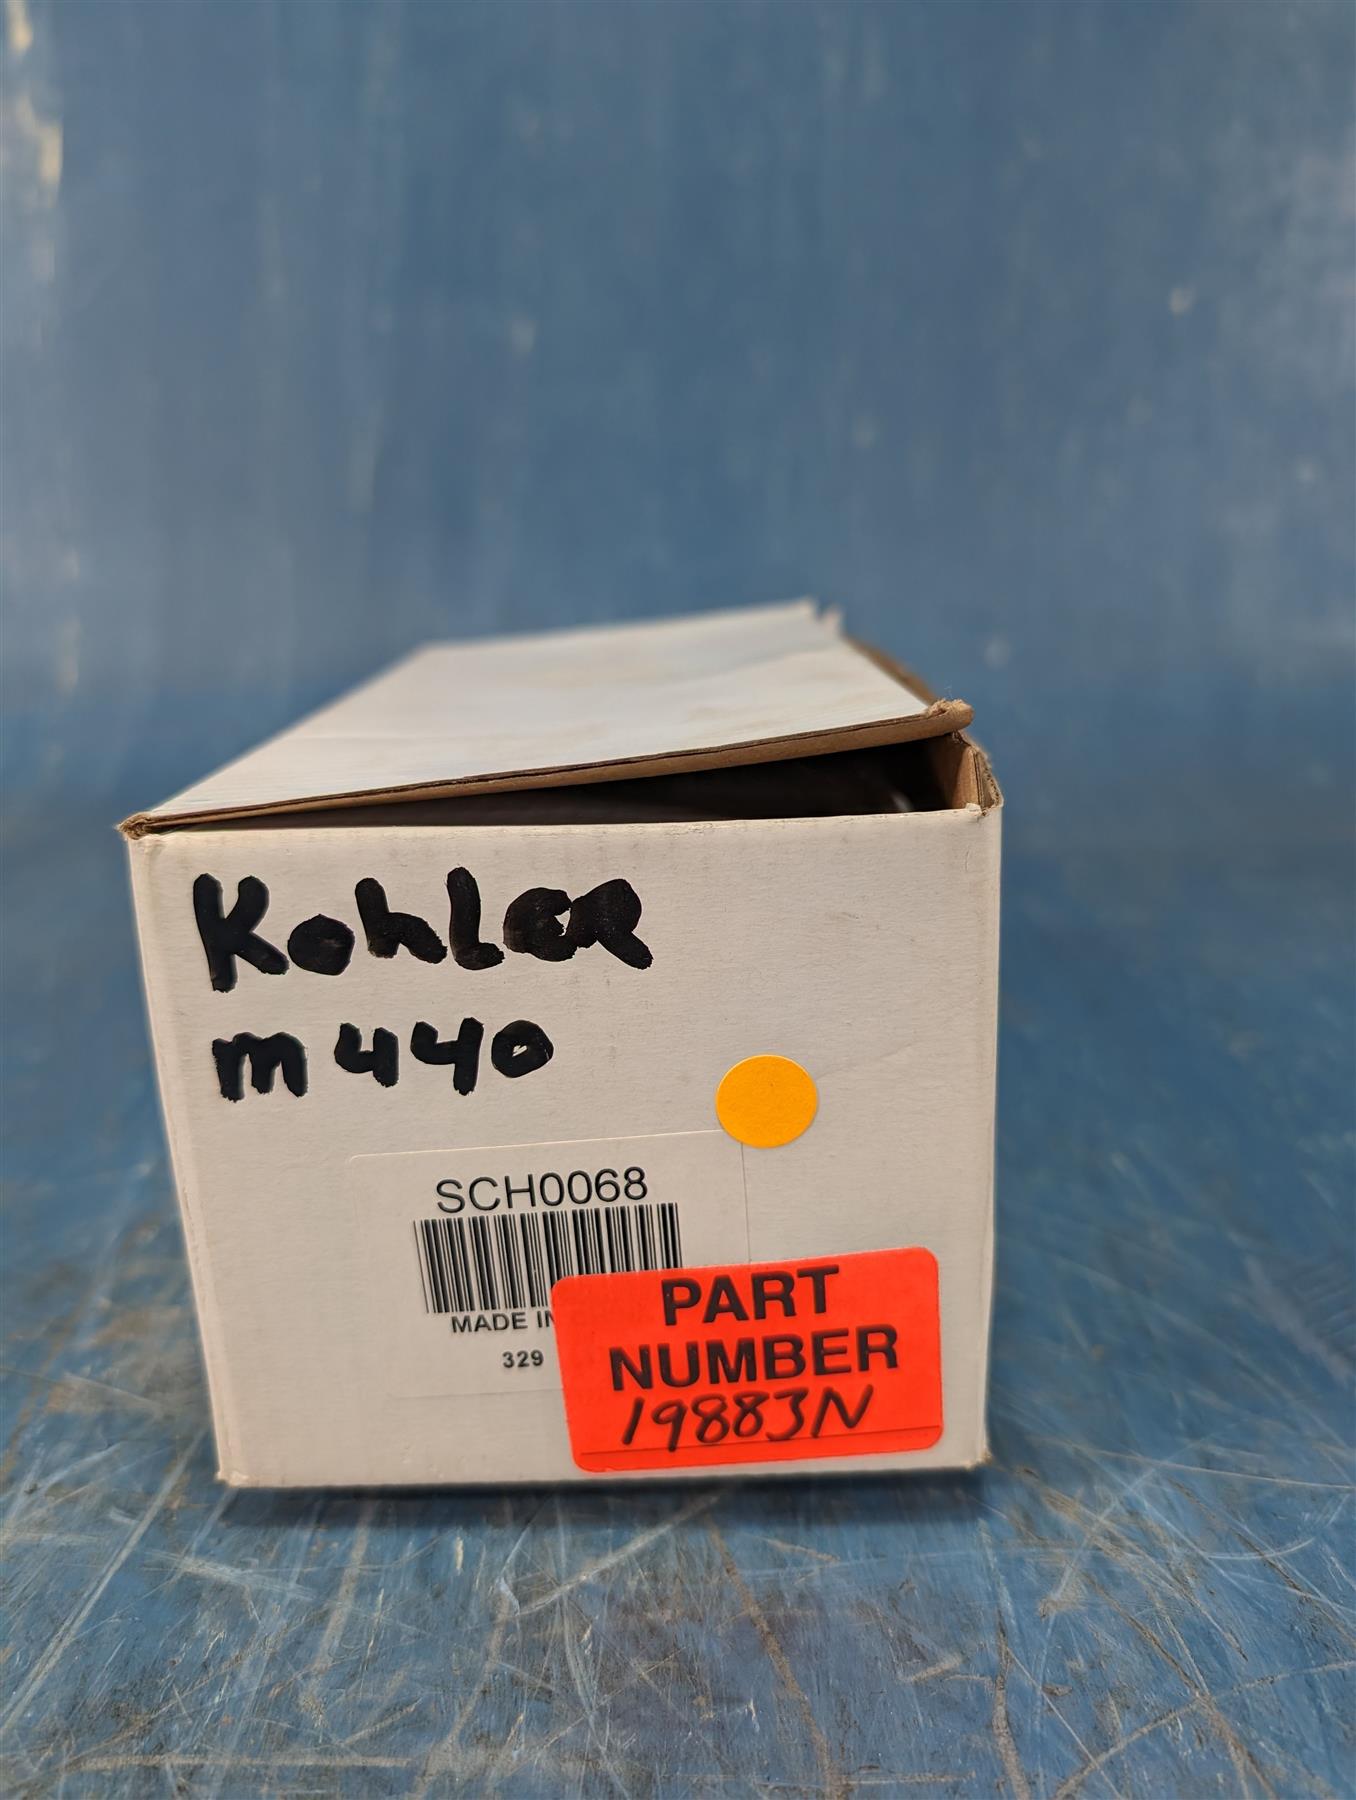 KohLeR
m440
SCH0068
MADE IN
329
PART
NUMBER
19883N